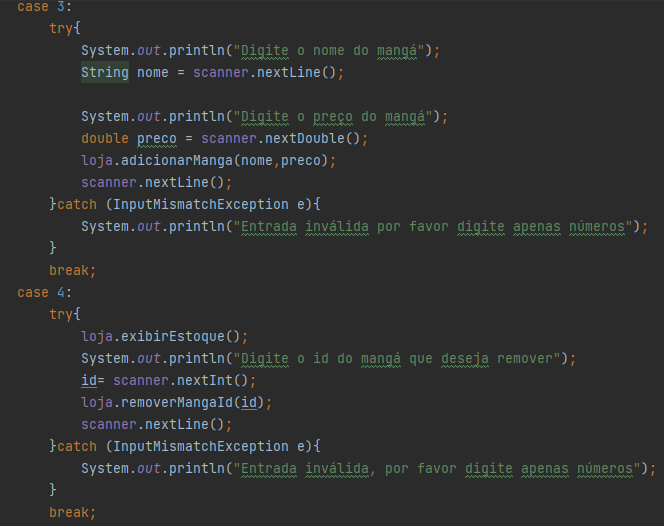 case 3:
try{
System.out.println("Digite o nome do mangá");
String nome = scanner.nextLine();
System.out.println("Digite o preço do mangá");
double preco = scanner.nextDouble();
loja.adicionarManga(nome,preco);
scanner.nextLine();
}catch (InputMismatchException e){
System.out.println("Entrada inválida por favor digite apenas números");
}
break;
case 4:
try{
loja.exibirEstoque();
System.out.println("Digite o id do mangá que deseja remover");
id= scanner.nextInt();
loja.removerMangaId(id);
scanner.nextLine();
}catch (InputMismatchException e){
System.out.println("Entrada inválida, por favor digite apenas números");
}
break;